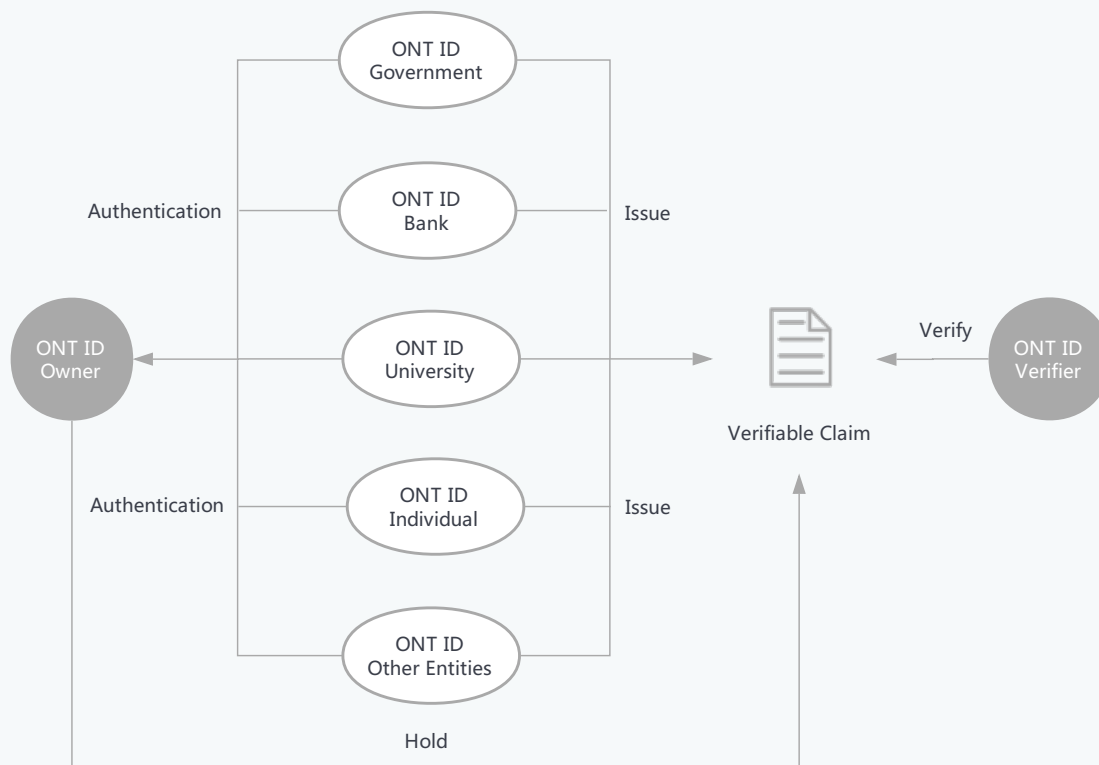 ONT ID
Government
Authentication
ONT ID
Bank
Issue
ONT ID
Owner
ONT ID
University
Verify
ONT ID
Verifier
Verifiable Claim
Authentication
ONT ID
Individual
Issue
ONT ID
Other Entities
Hold